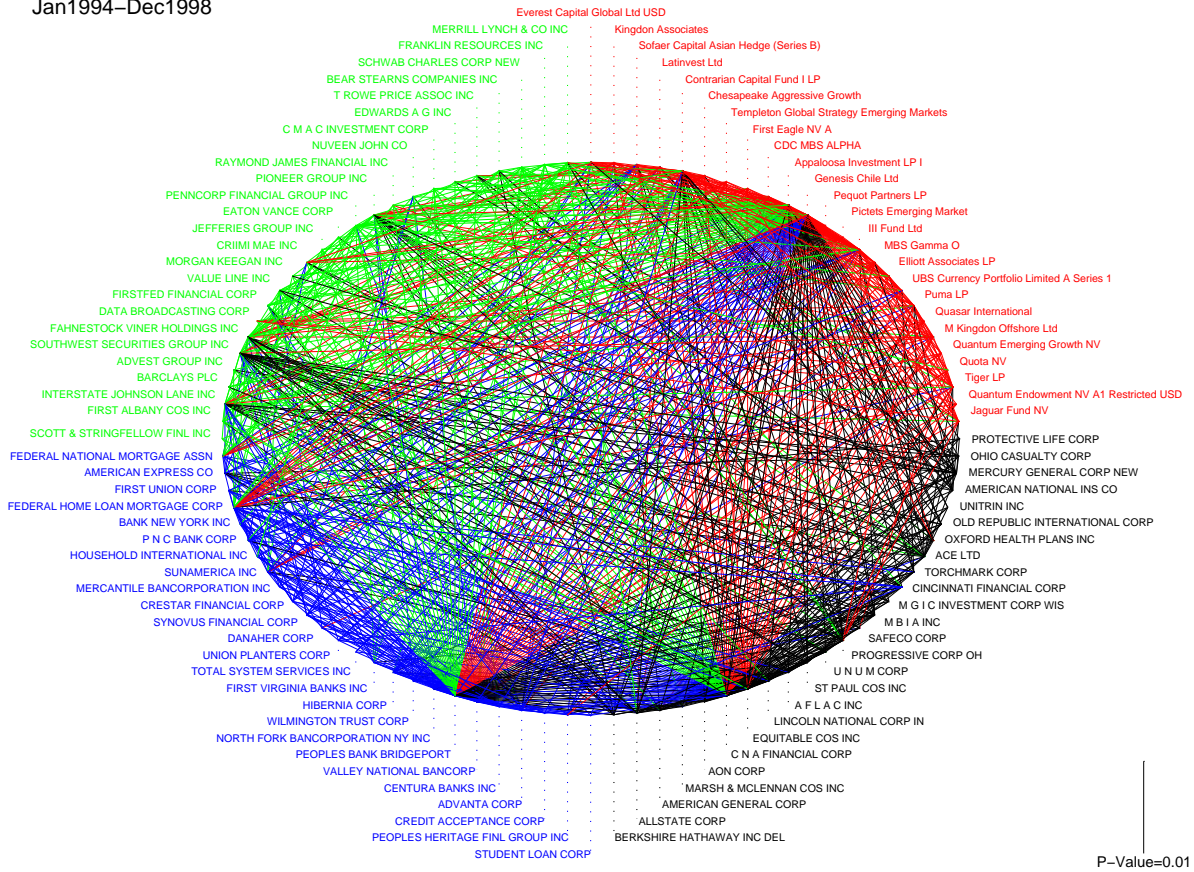 Jan1994−Dec1998
Everest Capital Global Ltd USD
Kingdon Associates
Sofaer Capital Asian Hedge (Series B)
Latinvest Ltd
Contrarian Capital Fund I LP
Chesapeake Aggressive Growth
Templeton Global Strategy Emerging Markets
First Eagle NV A
CDC MBS ALPHA
Appaloosa Investment LP I
Genesis Chile Ltd
Pequot Partners LP
Pictets Emerging Market
III Fund Ltd
MBS Gamma O
Elliott Associates LP
UBS Currency Portfolio Limited A Series 1
Puma LP
Quasar International
M Kingdon Offshore Ltd
Quantum Emerging Growth NV
Quota NV
Tiger LP
Quantum Endowment NV A1 Restricted USD
Jaguar Fund NV
MERRILL LYNCH & CO INC
FRANKLIN RESOURCES INC
SCHWAB CHARLES CORP NEW
BEAR STEARNS COMPANIES INC
T ROWE PRICE ASSOC INC
EDWARDS A G INC
C M A C INVESTMENT CORP
NUVEEN JOHN CO
RAYMOND JAMES FINANCIAL INC
PIONEER GROUP INC
PENNCORP FINANCIAL GROUP INC
EATON VANCE CORP
JEFFERIES GROUP INC
CRIIMI MAE INC
MORGAN KEEGAN INC
VALUE LINE INC
FIRSTFED FINANCIAL CORP
DATA BROADCASTING CORP
FAHNESTOCK VINER HOLDINGS INC
SOUTHWEST SECURITIES GROUP INC
ADVEST GROUP INC
BARCLAYS PLC
INTERSTATE JOHNSON LANE INC
FIRST ALBANY COS INC
SCOTT & STRINGFELLOW FINL INC
FEDERAL NATIONAL MORTGAGE ASSN
AMERICAN EXPRESS CO
FIRST UNION CORP
FEDERAL HOME LOAN MORTGAGE CORP
BANK NEW YORK INC
P N C BANK CORP
HOUSEHOLD INTERNATIONAL INC
SUNAMERICA INC
MERCANTILE BANCORPORATION INC
CRESTAR FINANCIAL CORP
SYNOVUS FINANCIAL CORP
DANAHER CORP
UNION PLANTERS CORP
TOTAL SYSTEM SERVICES INC
FIRST VIRGINIA BANKS INC
HIBERNIA CORP
WILMINGTON TRUST CORP
NORTH FORK BANCORPORATION NY INC
PEOPLES BANK BRIDGEPORT
VALLEY NATIONAL BANCORP
CENTURA BANKS INC
ADVANTA CORP
CREDIT ACCEPTANCE CORP
PEOPLES HERITAGE FINL GROUP INC
STUDENT LOAN CORP
PROTECTIVE LIFE CORP
OHIO CASUALTY CORP
MERCURY GENERAL CORP NEW
AMERICAN NATIONAL INS CO
UNITRIN INC
OLD REPUBLIC INTERNATIONAL CORP
OXFORD HEALTH PLANS INC
ACE LTD
TORCHMARK CORP
CINCINNATI FINANCIAL CORP
M G I C INVESTMENT CORP WIS
M B I A INC
SAFECO CORP
PROGRESSIVE CORP OH
U N U M CORP
ST PAUL COS INC
A F L A C INC
LINCOLN NATIONAL CORP IN
EQUITABLE COS INC
C N A FINANCIAL CORP
AON CORP
MARSH & MCLENNAN COS INC
AMERICAN GENERAL CORP
ALLSTATE CORP
BERKSHIRE HATHAWAY INC DEL
P−Value=0.01